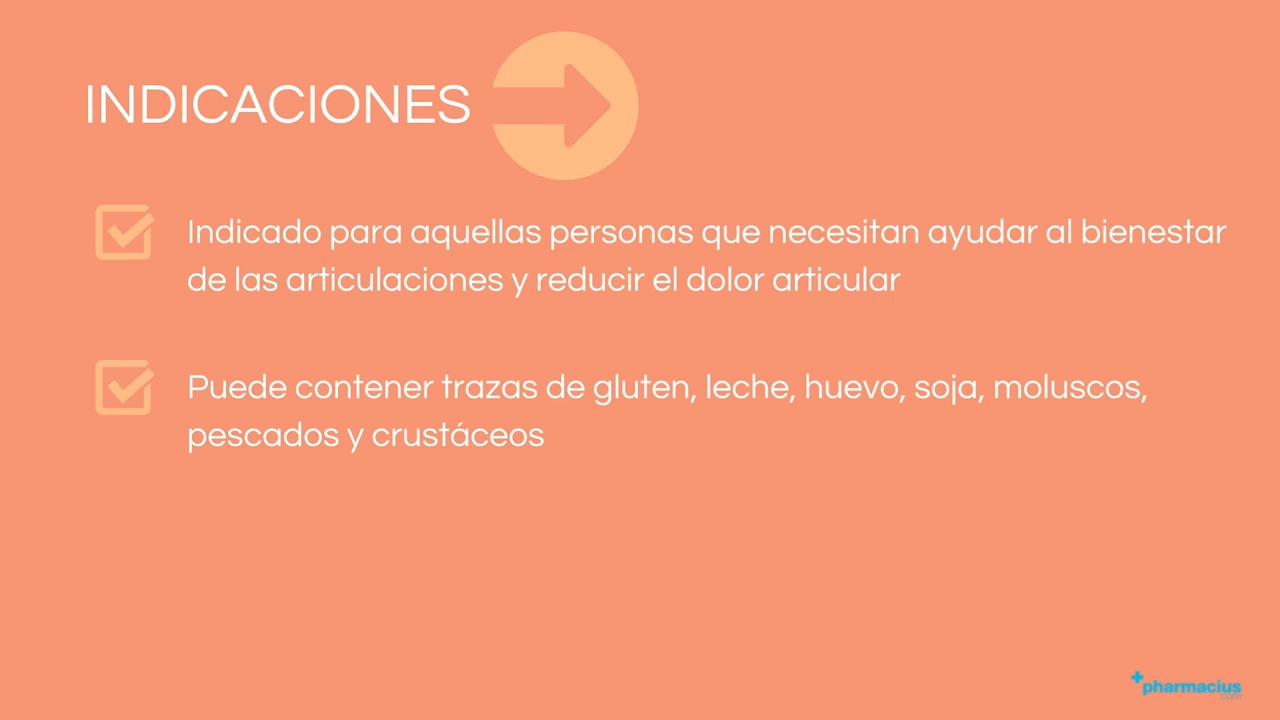 INDICACIONES
Indicado para aquellas personas que necesitan ayudar al bienestar
de las articulaciones y reducir el dolor articular
Puede contener trazas de gluten, leche, huevo, soja, moluscos,
pescados y crustáceos
pharmacius
.com